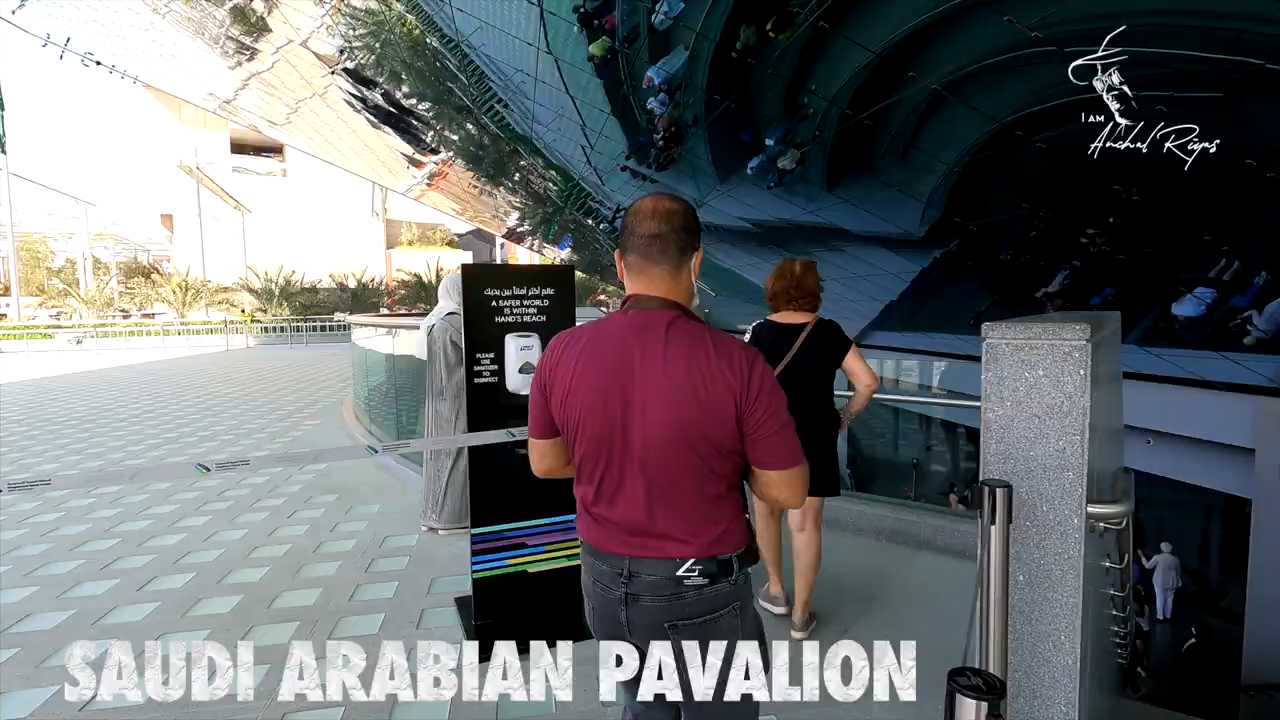 I AM
Anchal Riyas
عالم أكثر أماناً بين يديك
A SAFER WORLD
IS WITHIN
HAND'S REACH
PLEASE
USE
SANITIZER
TO
DISINFECT
SAUDI ARABIAN PAVALION